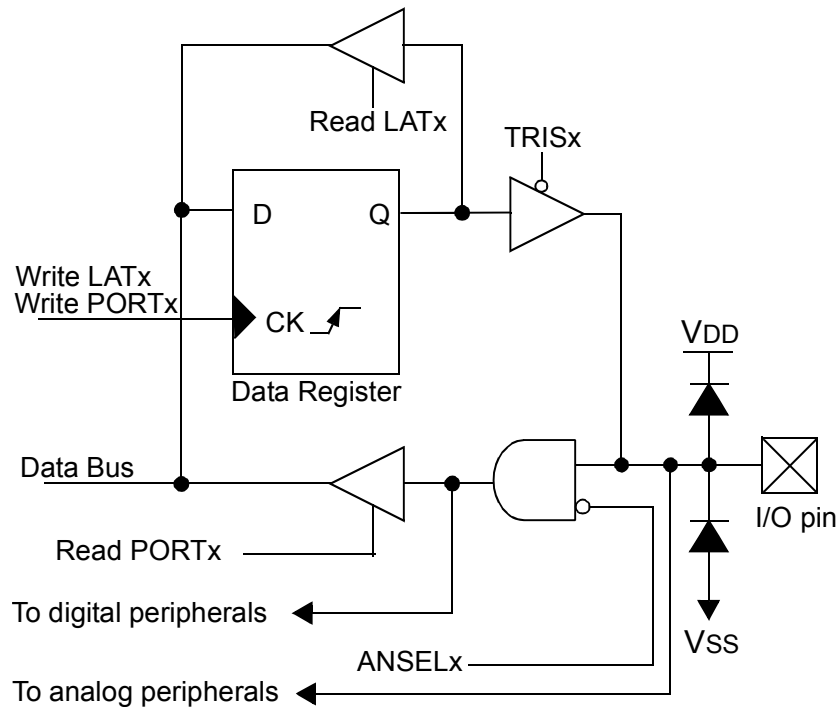 Read LATx
TRISx
D
Q
Write LATx
Write PORTx
CK
Data Register
VDD
Data Bus
I/O pin
Read PORTx
To digital peripherals
VSS
ANSELx
To analog peripherals